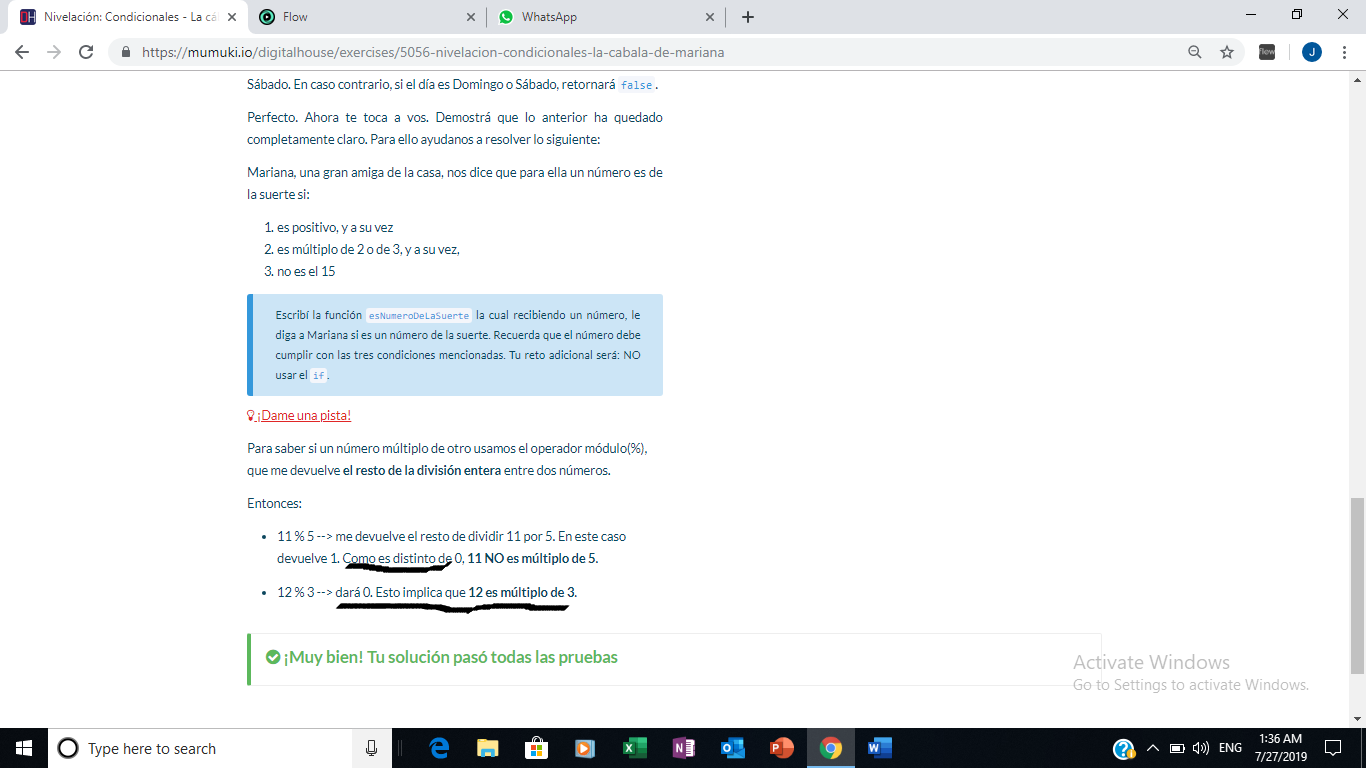 Nivelación: Condicionales - La cá
Flow
WhatsApp
https://mumuki.io/digitalhouse/exercises/5056-nivelacion-condicionales-la-cabala-de-mariana
flow
J
Sábado. En caso contrario, si el día es Domingo o Sábado, retornará false .
Perfecto. Ahora te toca a vos. Demostrá que lo anterior ha quedado
completamente claro. Para ello ayudanos a resolver lo siguiente:
Mariana, una gran amiga de la casa, nos dice que para ella un número es de
la suerte si:
1. es positivo, y a su vez
2. es múltiplo de 2 o de 3, y a su vez,
3. no es el 15
Escribí la función esNumeroDeLaSuerte la cual recibiendo un número, le
diga a Mariana si es un número de la suerte. Recuerda que el número debe
cumplir con las tres condiciones mencionadas. Tu reto adicional será: NO
usar el if.
¡Dame una pista!
Para saber si un número múltiplo de otro usamos el operador módulo(%),
que me devuelve el resto de la división entera entre dos números.
Entonces:
• 11 % 5 --> me devuelve el resto de dividir 11 por 5. En este caso
devuelve 1. Como es distinto de 0, 11 NO es múltiplo de 5.
• 12 % 3 --> dará 0. Esto implica que 12 es múltiplo de 3.
¡Muy bien! Tu solución pasó todas las pruebas
Activate Windows
Go to Settings to activate Windows.
Type here to search
ENG
1:36 AM
7/27/2019